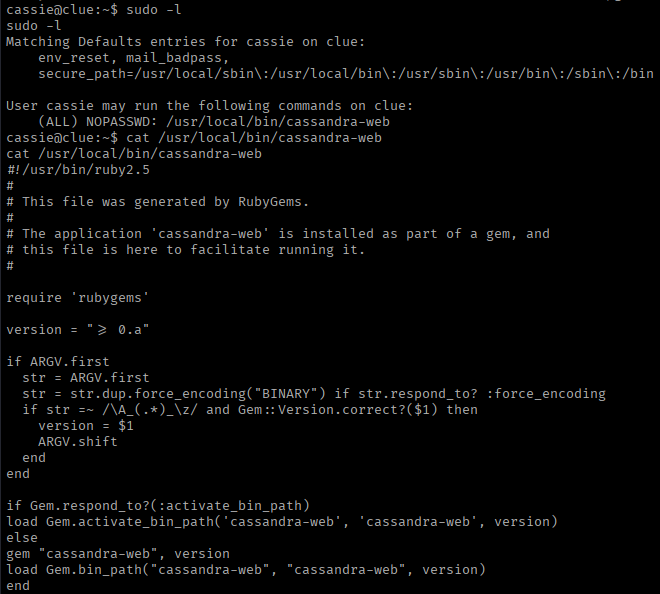 cassie@clue:~$ sudo -l
sudo -l
Matching Defaults entries for cassie on clue:
    env_reset, mail_badpass,
    secure_path=/usr/local/sbin\:/usr/local/bin\:/usr/sbin\:/usr/bin\:/sbin\:/bin

User cassie may run the following commands on clue:
    (ALL) NOPASSWD: /usr/local/bin/cassandra-web
cassie@clue:~$ cat /usr/local/bin/cassandra-web
cat /usr/local/bin/cassandra-web
#!/usr/bin/ruby2.5
#
# This file was generated by RubyGems.
#
# The application 'cassandra-web' is installed as part of a gem, and
# this file is here to facilitate running it.
#

require 'rubygems'

version = "≥ 0.a"

if ARGV.first
  str = ARGV.first
  str = str.dup.force_encoding("BINARY") if str.respond_to? :force_encoding
  if str =~ /\A_(.*)_\z/ and Gem::Version.correct?($1) then
    version = $1
    ARGV.shift
  end
end

if Gem.respond_to?(:activate_bin_path)
load Gem.activate_bin_path('cassandra-web', 'cassandra-web', version)
else
gem "cassandra-web", version
load Gem.bin_path("cassandra-web", "cassandra-web", version)
end